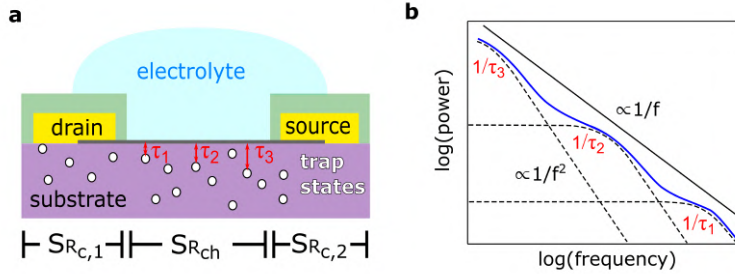 a
electrolyte
drain
source
τ1 τ2 τ3
trap
states
substrate
SRc,1 SRch SRc,2
b
log(power)
1/τ3
∝1/f
1/τ2
∝1/f²
1/τ1
log(frequency)